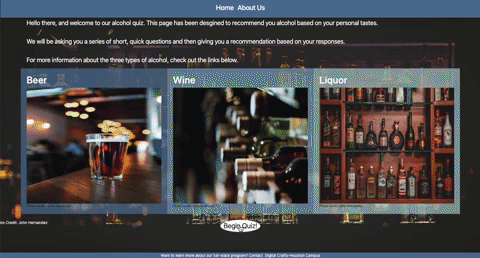 Home About Us
Hello there, and welcome to our alcohol quiz. This page has been desgined to recommend you alcohol based on your personal tastes.
We will be asking you a series of short, quick questions and then giving you a recommendation based on your responses.
For more information about the three types of alcohol, check out the links below.
Beer
Wine
Liquor
to Credit: John Hernandez
Begin Quiz!
Want to learn more about our full-stack program? Contact Digital Crafts-Houston Campus